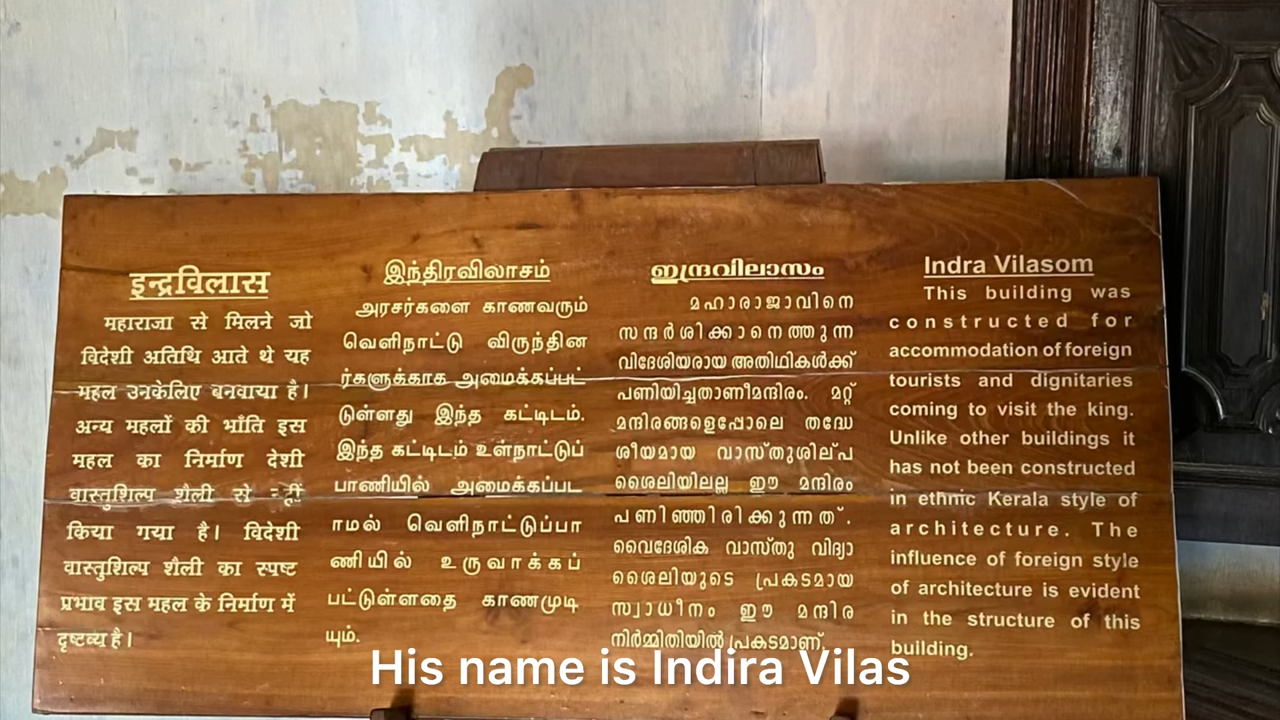 इन्द्रविलास
महाराजा से मिलने जो
विदेशी अतिथि आते थे यह
महल उनकेलिए बनवाया है।
अन्य महलों की भाँति इस
महल का निर्माण देशी
वास्तुशिल्प शैली से नहीं
किया गया है। विदेशी
वास्तुशिल्प शैली का स्पष्ट
प्रभाव इस महल के निर्माण में
दृष्टव्य है।
இந்திரவிலாசம்
அரசர்களை காணவரும்
வெளிநாட்டு விருந்தின
ர்களுக்காக அமைக்கப்பட்
டுள்ளது இந்த கட்டிடம்.
இந்த கட்டிடம் உள்நாட்டுப்
பாணியில் அமைக்கப்பட
ாமல் வெளிநாட்டுப்பா
ணியில் உருவாக்கப்
பட்டுள்ளதை காணமுடி
யும்.
ഇന്ദ്രവിലാസം
മഹാരാജാവിനെ
സന്ദർശിക്കാനെത്തുന്ന
വിദേശിയരായ അതിഥികൾക്ക്
പണിയിച്ചതാണീമന്ദിരം. മറ്റ്
മന്ദിരങ്ങളെപ്പോലെ തദ്ദേ
ശീയമായ വാസ്തുശില്പ
ശൈലിയിലല്ല ഈ മന്ദിരം
പണിഞ്ഞിരിക്കുന്നത്.
വൈദേശിക വാസ്തു വിദ്യാ
ശൈലിയുടെ പ്രകടമായ
സ്വാധീനം ഈ മന്ദിര
നിർമ്മിതിയിൽ പ്രകടമാണ്.
Indra Vilasom
This building was
constructed for
accommodation of foreign
tourists and dignitaries
coming to visit the king.
Unlike other buildings it
has not been constructed
in ethnic Kerala style of
architecture. The
influence of foreign style
of architecture is evident
in the structure of this
building.
His name is Indira Vilas